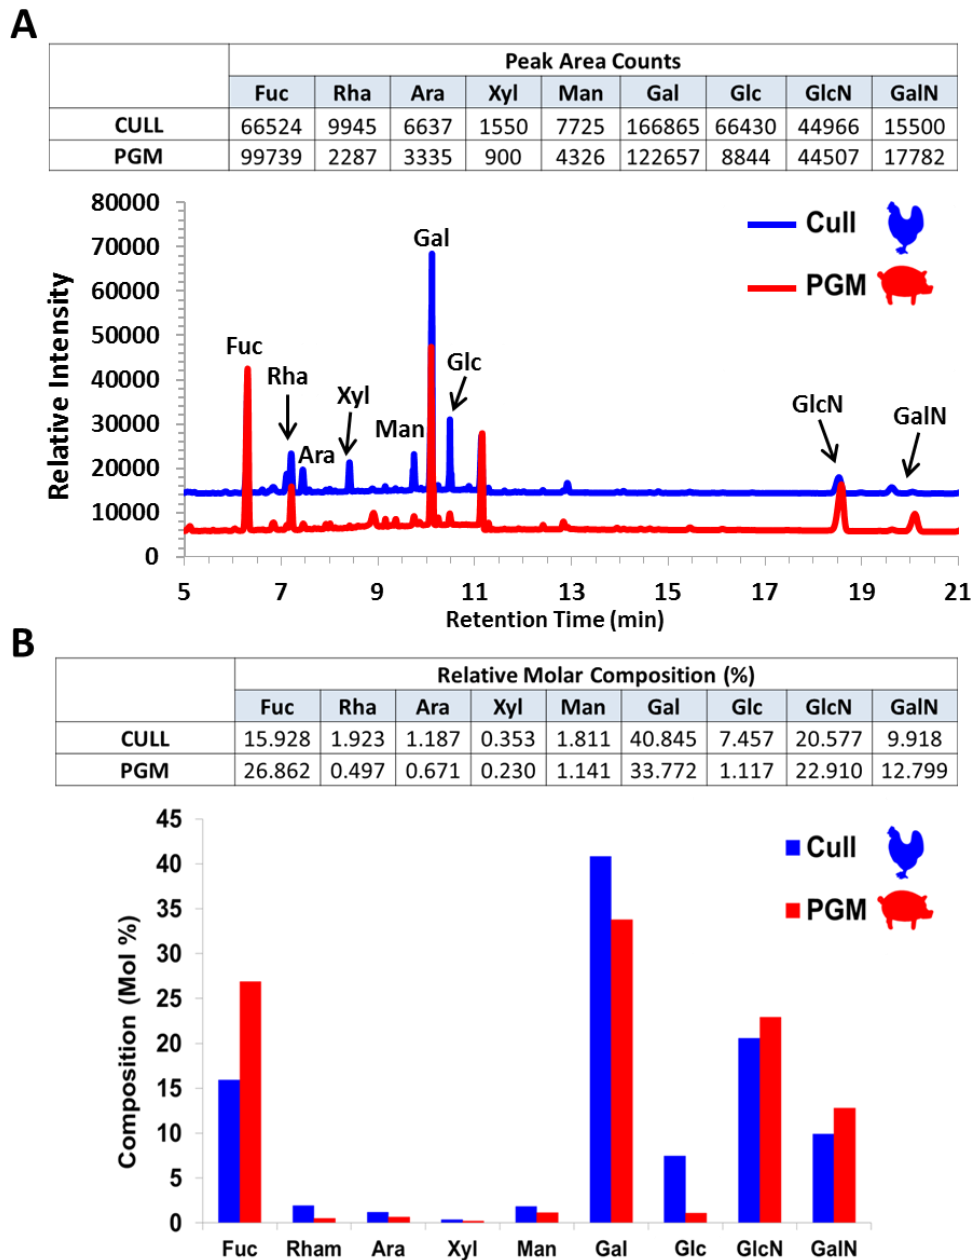 A
Peak Area Counts
Fuc Rha Ara Xyl Man Gal Glc GlcN GalN
CULL 66524 9945 6637 1550 7725 166865 66430 44966 15500
PGM 99739 2287 3335 900 4326 122657 8844 44507 17782
80000
70000
60000
50000
40000
30000
20000
10000
0
Relative Intensity
Fuc
Rha
Ara
Xyl
Man
Gal
Glc
GlcN
GalN
Cull
PGM
5 7 9 11 13 15 17 19 21
Retention Time (min)
B
Relative Molar Composition (%)
Fuc Rha Ara Xyl Man Gal Glc GlcN GalN
CULL 15.928 1.923 1.187 0.353 1.811 40.845 7.457 20.577 9.918
PGM 26.862 0.497 0.671 0.230 1.141 33.772 1.117 22.910 12.799
45
40
35
30
25
20
15
10
5
0
Composition (Mol %)
Cull
PGM
Fuc Rham Ara Xyl Man Gal Glc GlcN GalN